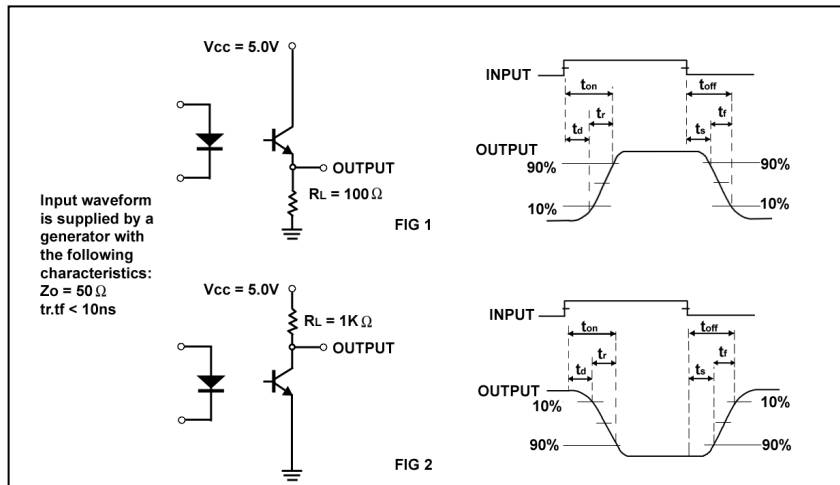 Vcc = 5.0V
OUTPUT
RL = 100Ω
FIG 1
Input waveform
is supplied by a
generator with
the following
characteristics:
Zo = 50Ω
tr.tf < 10ns
INPUT
ton
toff
tr
tf
td
ts
OUTPUT
90%
90%
10%
10%
Vcc = 5.0V
RL = 1KΩ
OUTPUT
FIG 2
INPUT
ton
toff
tr
tf
td
ts
OUTPUT
10%
10%
90%
90%